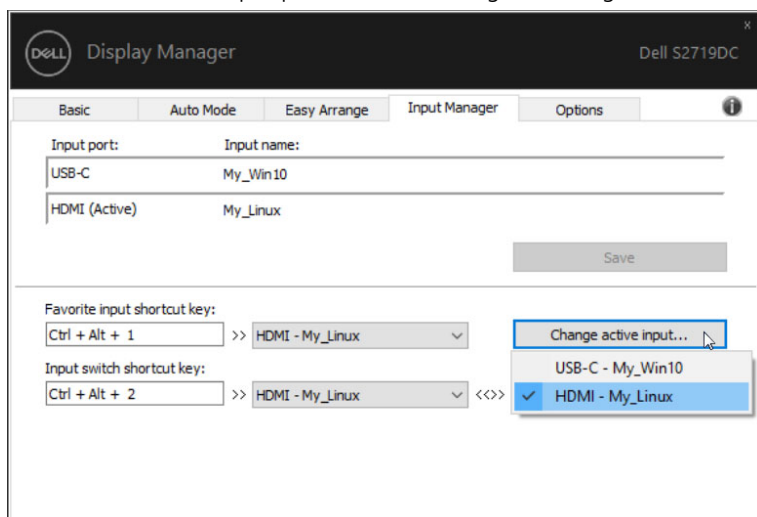 DELL Display Manager
Dell S2719DC
x
Basic Auto Mode Easy Arrange Input Manager Options i
Input port: Input name:
USB-C My_Win10
HDMI (Active) My_Linux
Save
Favorite input shortcut key:
Ctrl + Alt + 1 >> HDMI - My_Linux Change active input...
Input switch shortcut key:
USB-C - My_Win10
Ctrl + Alt + 2 >> HDMI - My_Linux <<>> ✓ HDMI - My_Linux